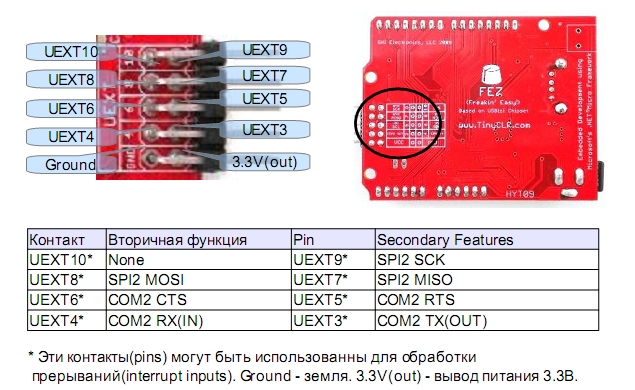 UEXT10 UEXT9
UEXT8 UEXT7
UEXT6 UEXT5
UEXT4 UEXT3
Ground 3.3V(out)
GHI Electronics, LLC 2009
FEZ
(Freakin' Easy!)
Based on USBizi Chipset
www.TinyCLR.com
VCC
HYT09
Embedded Development using
Microsoft's .NET Micro Framework
Контакт Вторичная функция Pin Secondary Features
UEXT10* None UEXT9* SPI2 SCK
UEXT8* SPI2 MOSI UEXT7* SPI2 MISO
UEXT6* COM2 CTS UEXT5* COM2 RTS
UEXT4* COM2 RX(IN) UEXT3* COM2 TX(OUT)
* Эти контакты(pins) могут быть использованны для обработки
прерываний(interrupt inputs). Ground - земля. 3.3V(out) - вывод питания 3.3В.